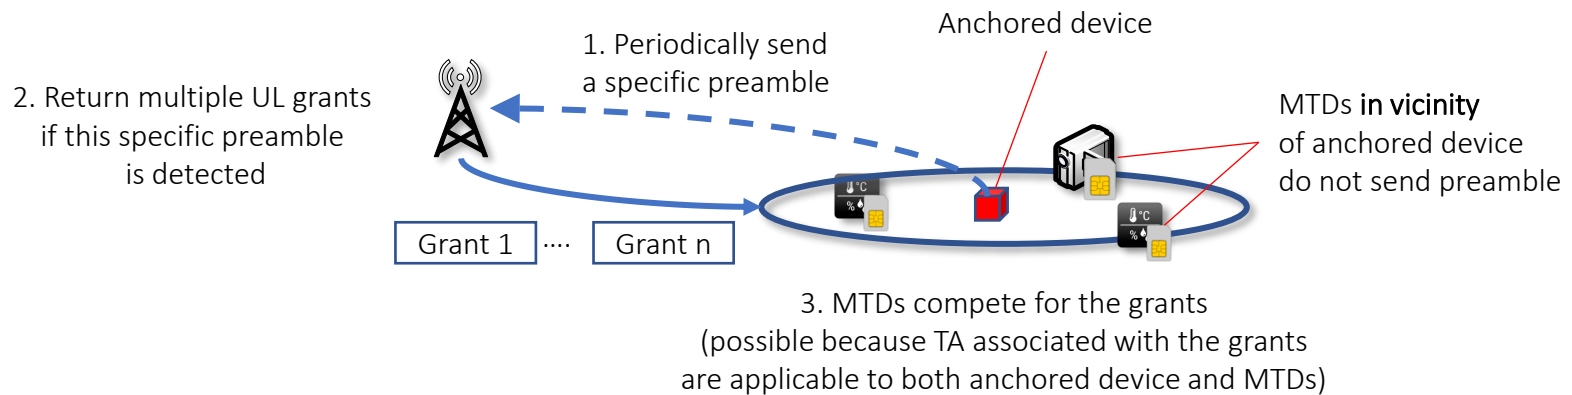 Anchored device
1. Periodically send
a specific preamble
2. Return multiple UL grants
if this specific preamble
is detected
MTDs in vicinity
of anchored device
do not send preamble
°C
%
°C
%
Grant 1
....
Grant n
3. MTDs compete for the grants
(possible because TA associated with the grants
are applicable to both anchored device and MTDs)